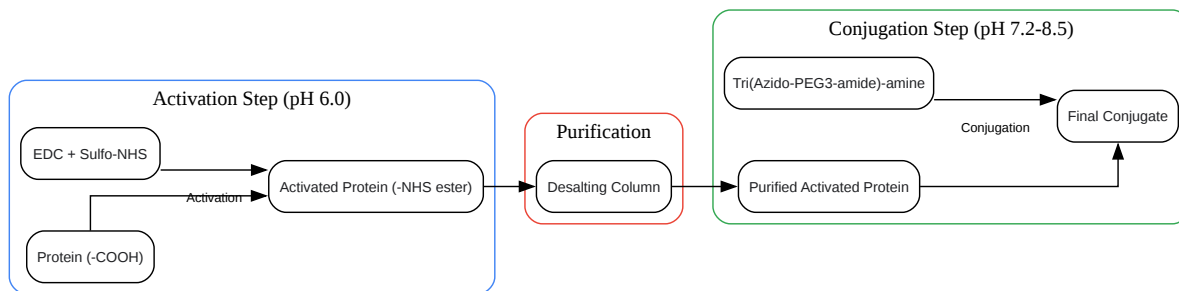 Activation Step (pH 6.0)
EDC + Sulfo-NHS
Protein (-COOH)
Activation
Activated Protein (-NHS ester)
Purification
Desalting Column
Conjugation Step (pH 7.2-8.5)
Tri(Azido-PEG3-amide)-amine
Conjugation
Purified Activated Protein
Final Conjugate